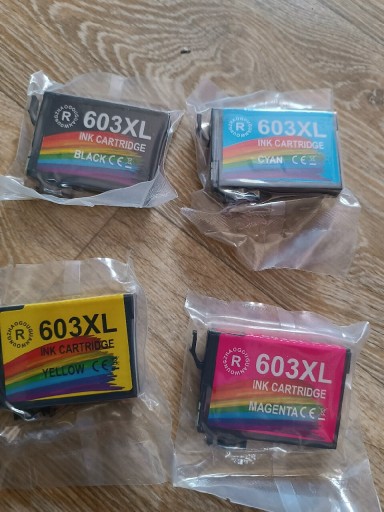 R
603XL
INK CARTRIDGE
BLACK CE
R
603XL
INK CARTRIDGE
CYAN CE
R
603XL
INK CARTRIDGE
YELLOW CE
R
603XL
INK CARTRIDGE
MAGENTA CE